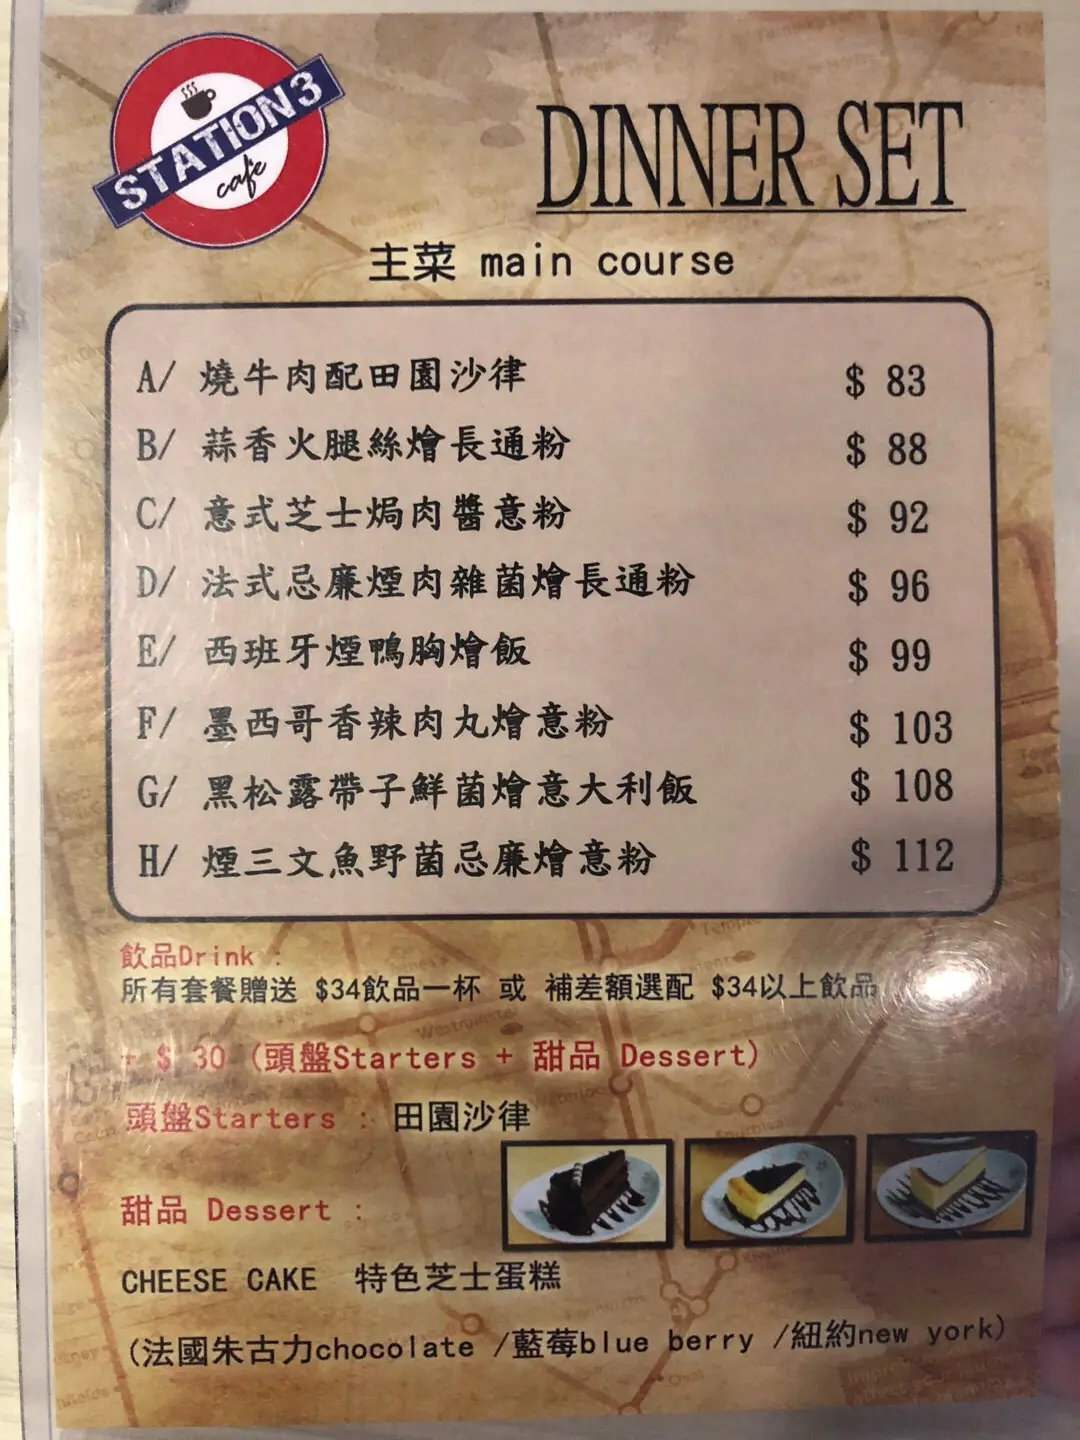 STATION3
cafe
DINNER SET
主菜 main course
A/ 燒牛肉配田園沙律 $ 83
B/ 蒜香火腿絲燴長通粉 $ 88
C/ 意式芝士焗肉醬意粉 $ 92
D/ 法式忌廉煙肉雜菌燴長通粉 $ 96
E/ 西班牙煙鴨胸燴飯 $ 99
F/ 墨西哥香辣肉丸燴意粉 $ 103
G/ 黑松露帶子鮮菌燴意大利飯 $ 108
H/ 煙三文魚野菌忌廉燴意粉 $ 112
飲品Drink :
所有套餐贈送 $34飲品一杯 或 補差額選配 $34以上飲品
+ $ 30 (頭盤Starters + 甜品 Dessert)
頭盤Starters : 田園沙律
甜品 Dessert :
CHEESE CAKE 特色芝士蛋糕
(法國朱古力chocolate /藍莓blue berry /紐約new york)